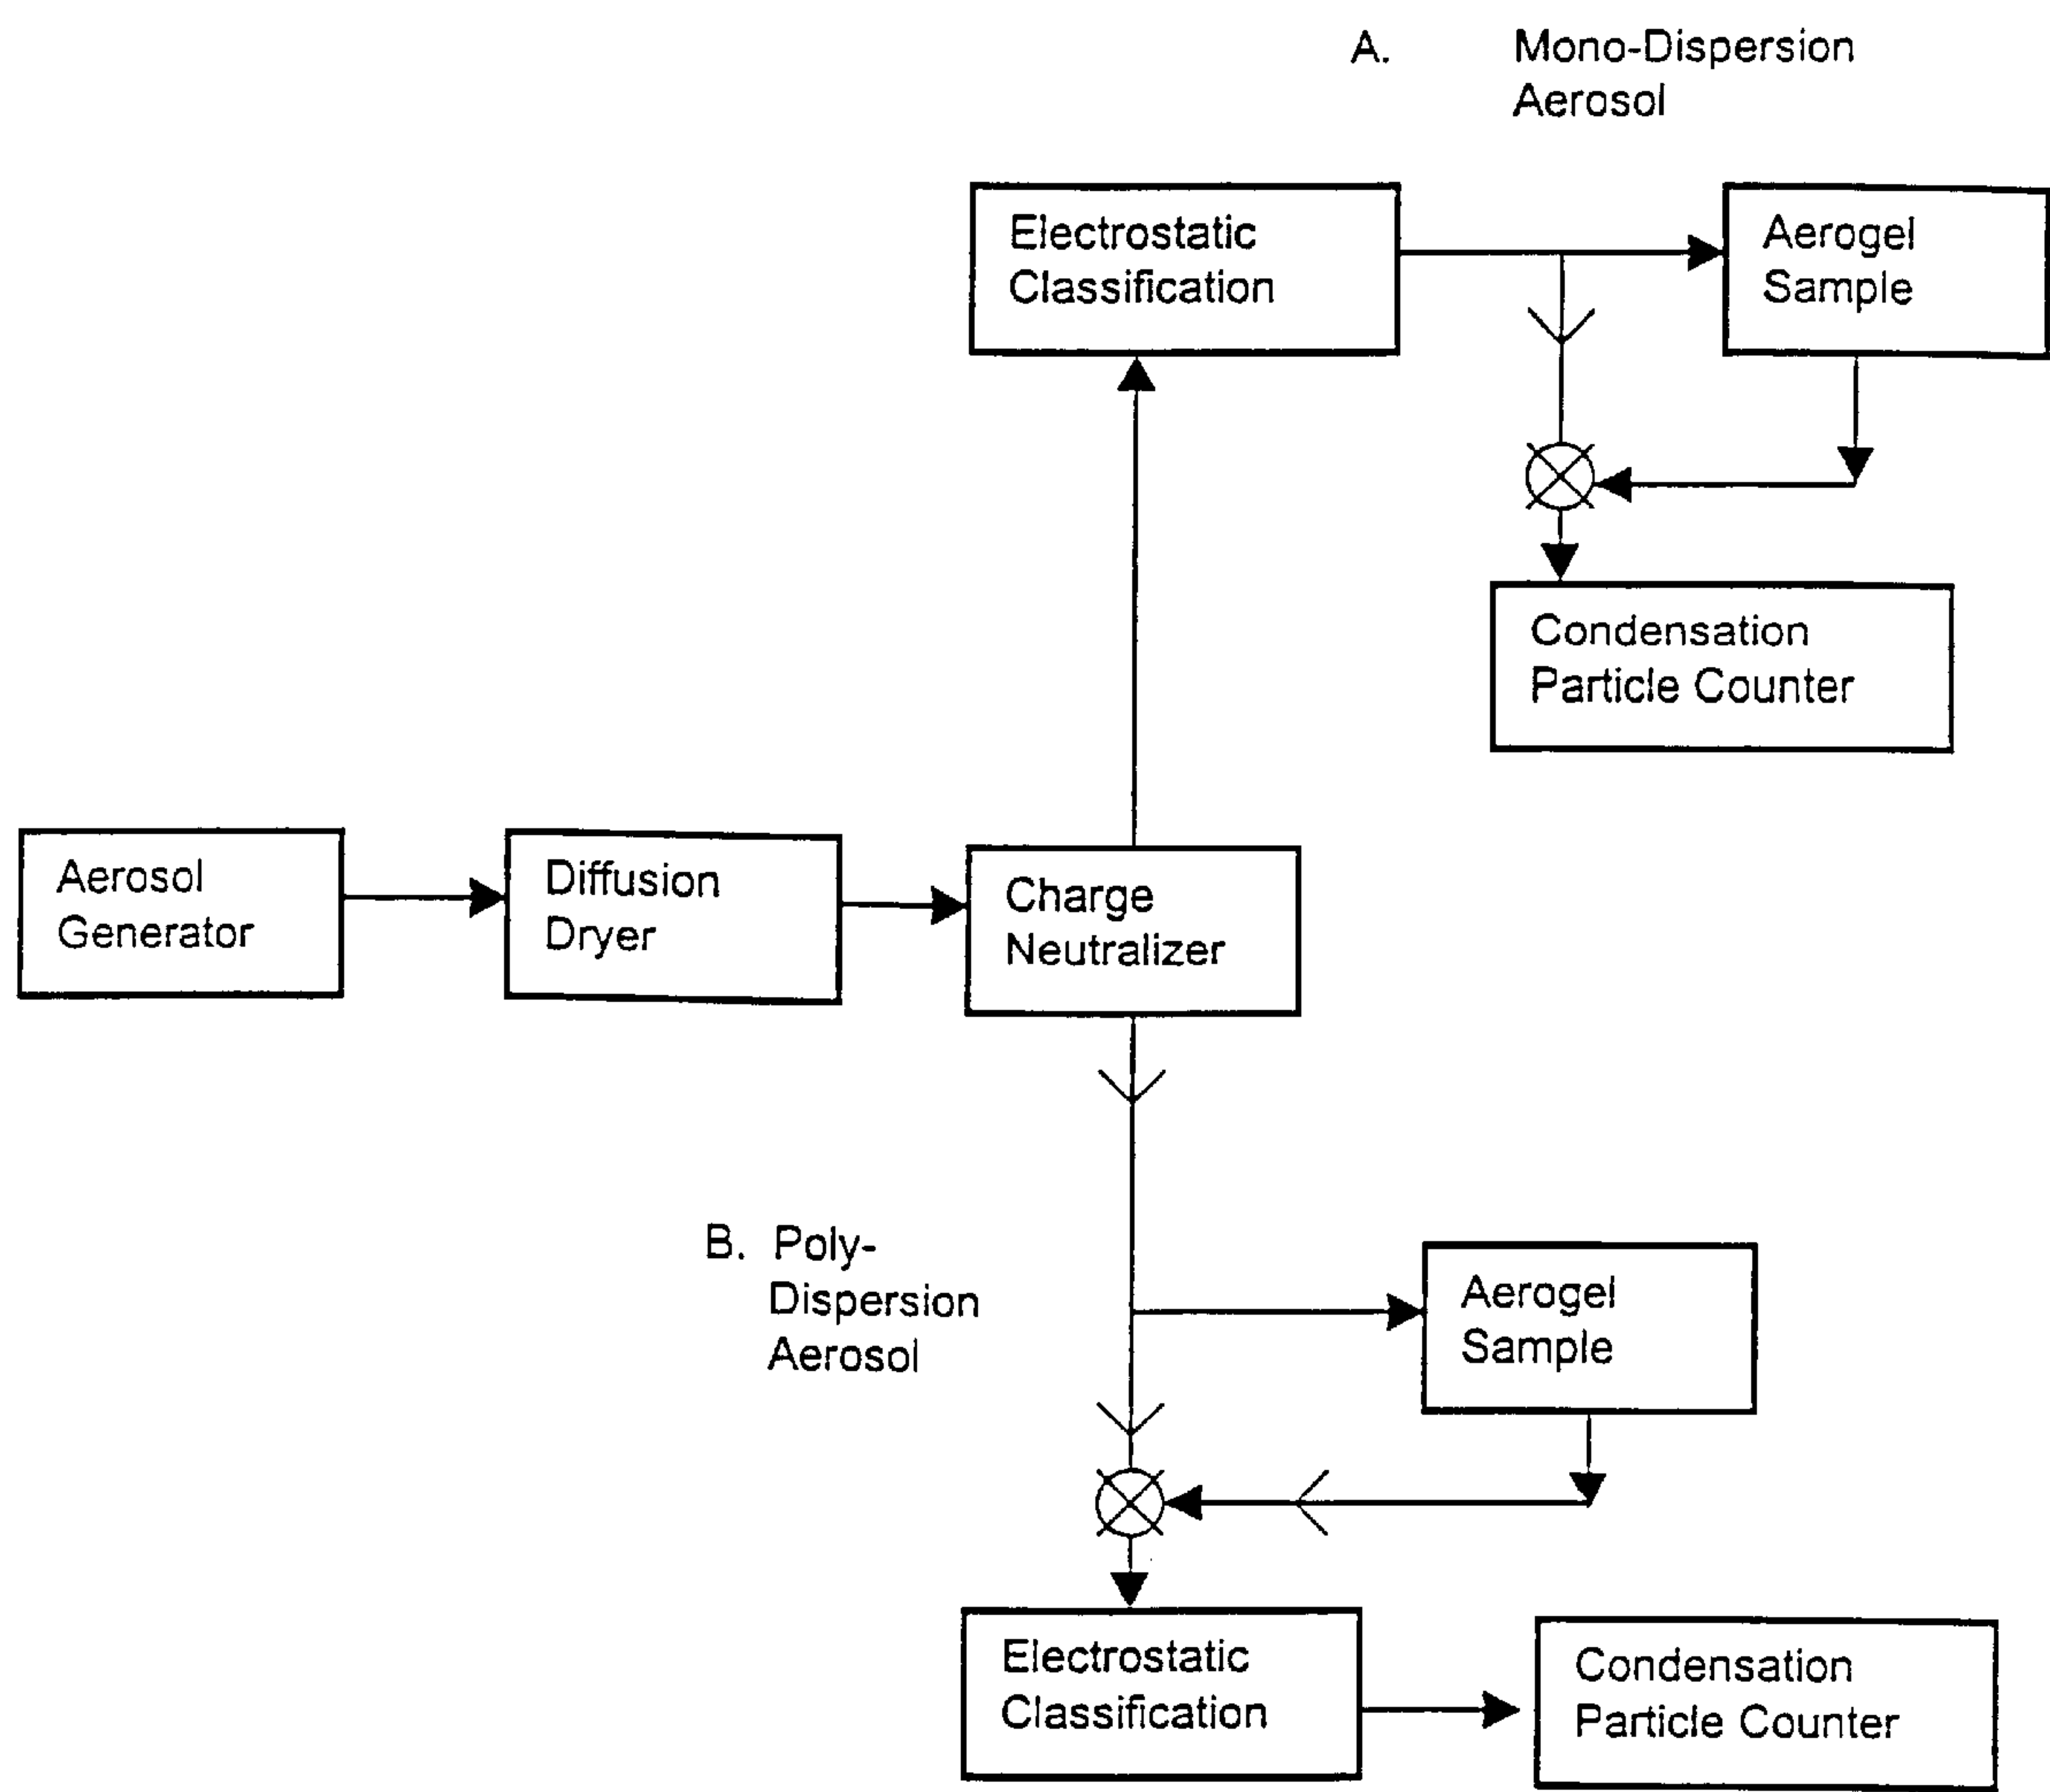 A. Mono-Dispersion
Aerosol
Electrostatic
Classification
Aerogel
Sample
Condensation
Particle Counter
Aerosol
Generator
Diffusion
Dryer
Charge
Neutralizer
B. Poly-
Dispersion
Aerosol
Aerogel
Sample
Electrostatic
Classification
Condensation
Particle Counter